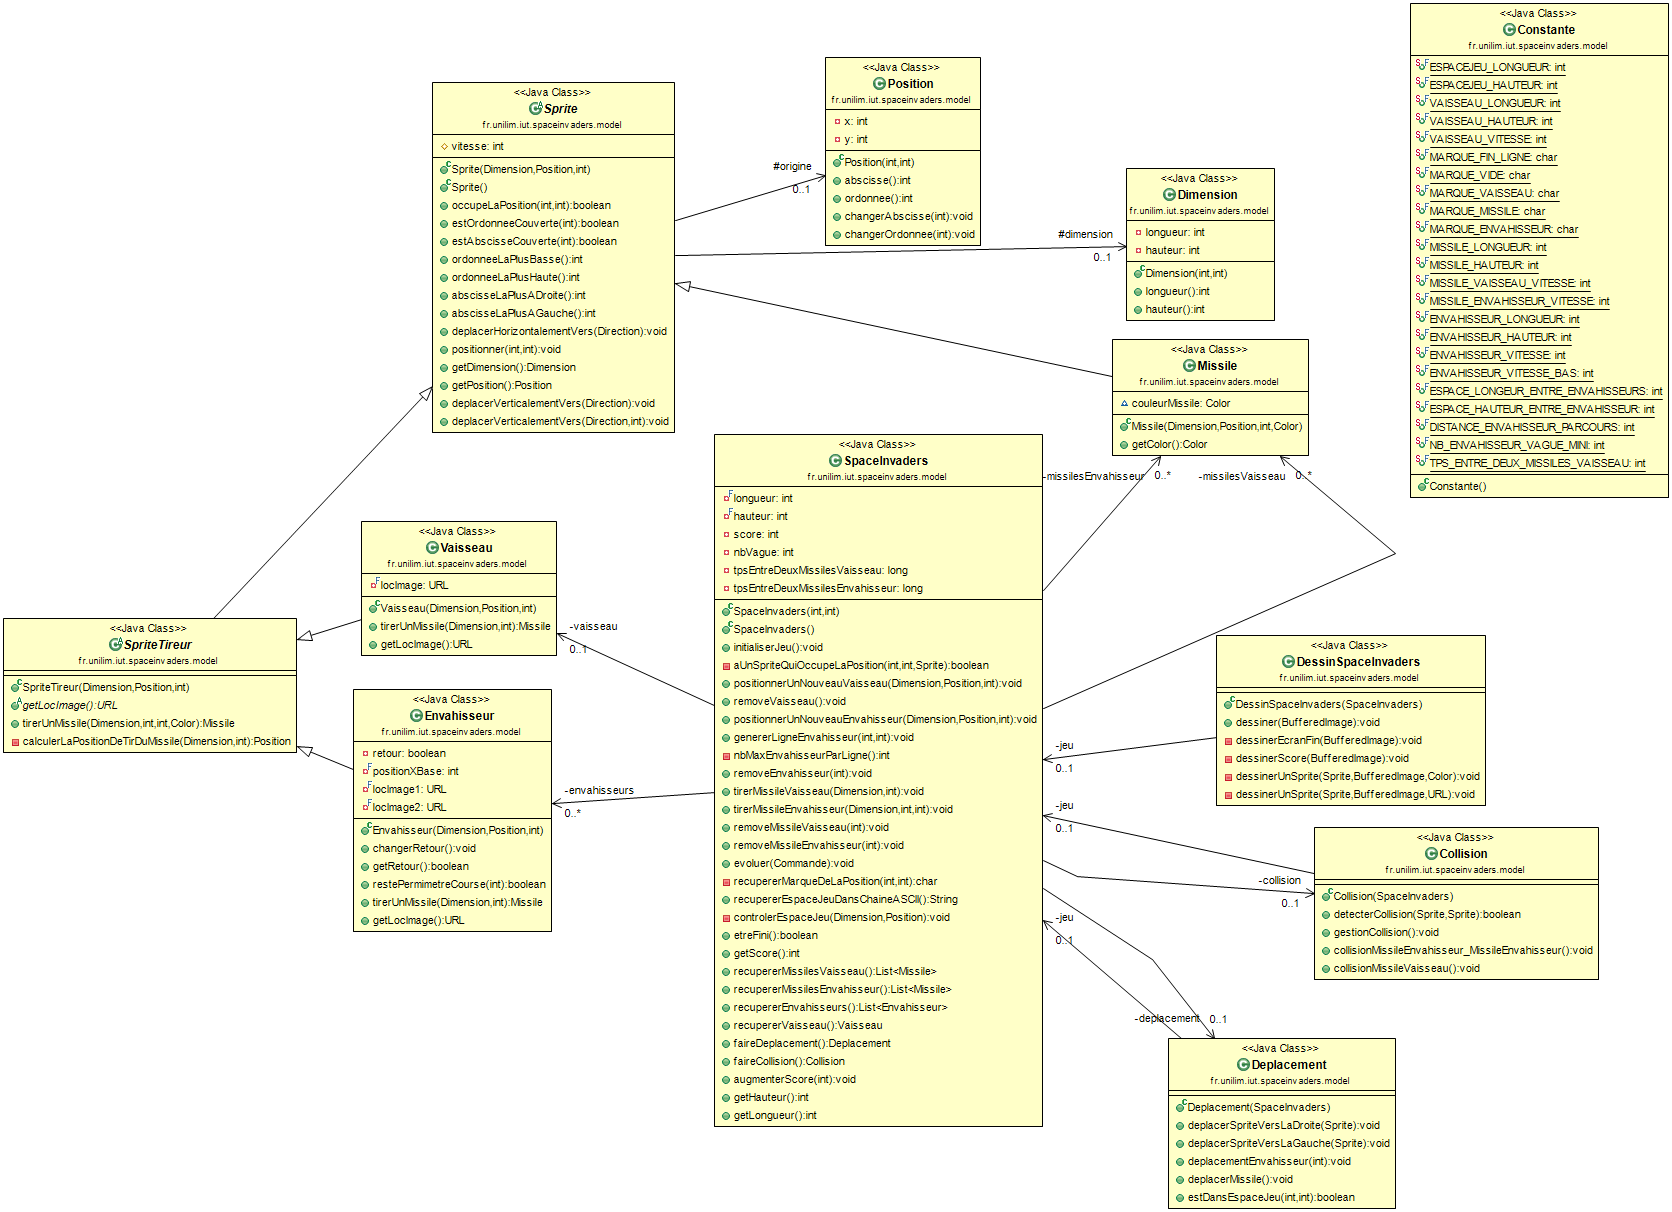 <<Java Class>>
Constante
fr.unilim.iut.spaceinvaders.model
ESPACEJEU_LONGUEUR: int
ESPACEJEU_HAUTEUR: int
VAISSEAU_LONGUEUR: int
VAISSEAU_HAUTEUR: int
VAISSEAU_VITESSE: int
MARQUE_FIN_LIGNE: char
MARQUE_VIDE: char
MARQUE_VAISSEAU: char
MARQUE_MISSILE: char
MARQUE_ENVAHISSEUR: char
MISSILE_LONGUEUR: int
MISSILE_HAUTEUR: int
MISSILE_VAISSEAU_VITESSE: int
MISSILE_ENVAHISSEUR_VITESSE: int
ENVAHISSEUR_LONGUEUR: int
ENVAHISSEUR_HAUTEUR: int
ENVAHISSEUR_VITESSE: int
ENVAHISSEUR_VITESSE_BAS: int
ESPACE_LONGEUR_ENTRE_ENVAHISSEURS: int
ESPACE_HAUTEUR_ENTRE_ENVAHISSEUR: int
DISTANCE_ENVAHISSEUR_PARCOURS: int
NB_ENVAHISSEUR_VAGUE_MINI: int
TPS_ENTRE_DEUX_MISSILES_VAISSEAU: int
Constante()
<<Java Class>>
Position
fr.unilim.iut.spaceinvaders.model
x: int
y: int
Position(int,int)
abscisse():int
ordonnee():int
changerAbscisse(int):void
changerOrdonnee(int):void
<<Java Class>>
Sprite
fr.unilim.iut.spaceinvaders.model
vitesse: int
Sprite(Dimension,Position,int)
Sprite()
occupeLaPosition(int,int):boolean
estOrdonneeCouverte(int):boolean
estAbscisseCouverte(int):boolean
ordonneeLaPlusBasse():int
ordonneeLaPlusHaute():int
abscisseLaPlusADroite():int
abscisseLaPlusAGauche():int
deplacerHorizontalementVers(Direction):void
positionner(int,int):void
getDimension():Dimension
getPosition():Position
deplacerVerticalementVers(Direction):void
deplacerVerticalementVers(Direction,int):void
#origine
0..1
#dimension
0..1
<<Java Class>>
Dimension
fr.unilim.iut.spaceinvaders.model
longueur: int
hauteur: int
Dimension(int,int)
longueur():int
hauteur():int
<<Java Class>>
Missile
fr.unilim.iut.spaceinvaders.model
couleurMissile: Color
Missile(Dimension,Position,int,Color)
getColor():Color
-missilesEnvahisseur
0..*
-missilesVaisseau
0..*
<<Java Class>>
SpaceInvaders
fr.unilim.iut.spaceinvaders.model
longueur: int
hauteur: int
score: int
nbVague: int
tpsEntreDeuxMissilesVaisseau: long
tpsEntreDeuxMissilesEnvahisseur: long
SpaceInvaders(int,int)
SpaceInvaders()
initialiserJeu():void
aUnSpriteQuiOccupeLaPosition(int,int,Sprite):boolean
positionnerUnNouveauVaisseau(Dimension,Position,int):void
removeVaisseau():void
positionnerUnNouveauEnvahisseur(Dimension,Position,int):void
genererLigneEnvahisseur(int,int):void
nbMaxEnvahisseurParLigne():int
removeEnvahisseur(int):void
tirerMissileVaisseau(Dimension,int):void
tirerMissileEnvahisseur(Dimension,int,int):void
removeMissileVaisseau(int):void
removeMissileEnvahisseur(int):void
evoluer(Commande):void
recupererMarqueDeLaPosition(int,int):char
recupererEspaceJeuDansChaineASCII():String
controlerEspaceJeu(Dimension,Position):void
etreFini():boolean
getScore():int
recupererMissilesVaisseau():List<Missile>
recupererMissilesEnvahisseur():List<Missile>
recupererEnvahisseurs():List<Envahisseur>
recupererVaisseau():Vaisseau
faireDeplacement():Deplacement
faireCollision():Collision
augmenterScore(int):void
getHauteur():int
getLongueur():int
<<Java Class>>
Vaisseau
fr.unilim.iut.spaceinvaders.model
locImage: URL
Vaisseau(Dimension,Position,int)
tirerUnMissile(Dimension,int):Missile
getLocImage():URL
-vaisseau
0..1
<<Java Class>>
SpriteTireur
fr.unilim.iut.spaceinvaders.model
SpriteTireur(Dimension,Position,int)
getLocImage():URL
tirerUnMissile(Dimension,int,int,Color):Missile
calculerLaPositionDeTirDuMissile(Dimension,int):Position
<<Java Class>>
Envahisseur
fr.unilim.iut.spaceinvaders.model
retour: boolean
positionXBase: int
locImage1: URL
locImage2: URL
Envahisseur(Dimension,Position,int)
changerRetour():void
getRetour():boolean
restePermimetreCourse(int):boolean
tirerUnMissile(Dimension,int):Missile
getLocImage():URL
-envahisseurs
0..*
<<Java Class>>
DessinSpaceInvaders
fr.unilim.iut.spaceinvaders.model
DessinSpaceInvaders(SpaceInvaders)
dessiner(BufferedImage):void
dessinerEcranFin(BufferedImage):void
dessinerScore(BufferedImage):void
dessinerUnSprite(Sprite,BufferedImage,Color):void
dessinerUnSprite(Sprite,BufferedImage,URL):void
-jeu
0..1
-jeu
0..1
<<Java Class>>
Collision
fr.unilim.iut.spaceinvaders.model
Collision(SpaceInvaders)
detecterCollision(Sprite,Sprite):boolean
gestionCollision():void
collisionMissileEnvahisseur_MissileEnvahisseur():void
collisionMissileVaisseau():void
-collision
0..1
-jeu
0..1
-deplacement
0..1
<<Java Class>>
Deplacement
fr.unilim.iut.spaceinvaders.model
Deplacement(SpaceInvaders)
deplacerSpriteVersLaDroite(Sprite):void
deplacerSpriteVersLaGauche(Sprite):void
deplacementEnvahisseur(int):void
deplacerMissile():void
estDansEspaceJeu(int,int):boolean